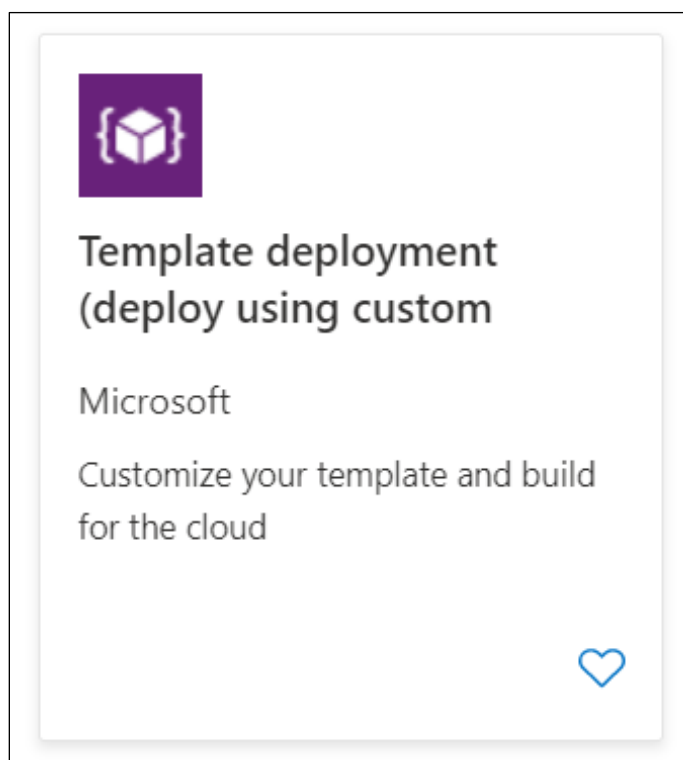 Template deployment
(deploy using custom
Microsoft
Customize your template and build
for the cloud